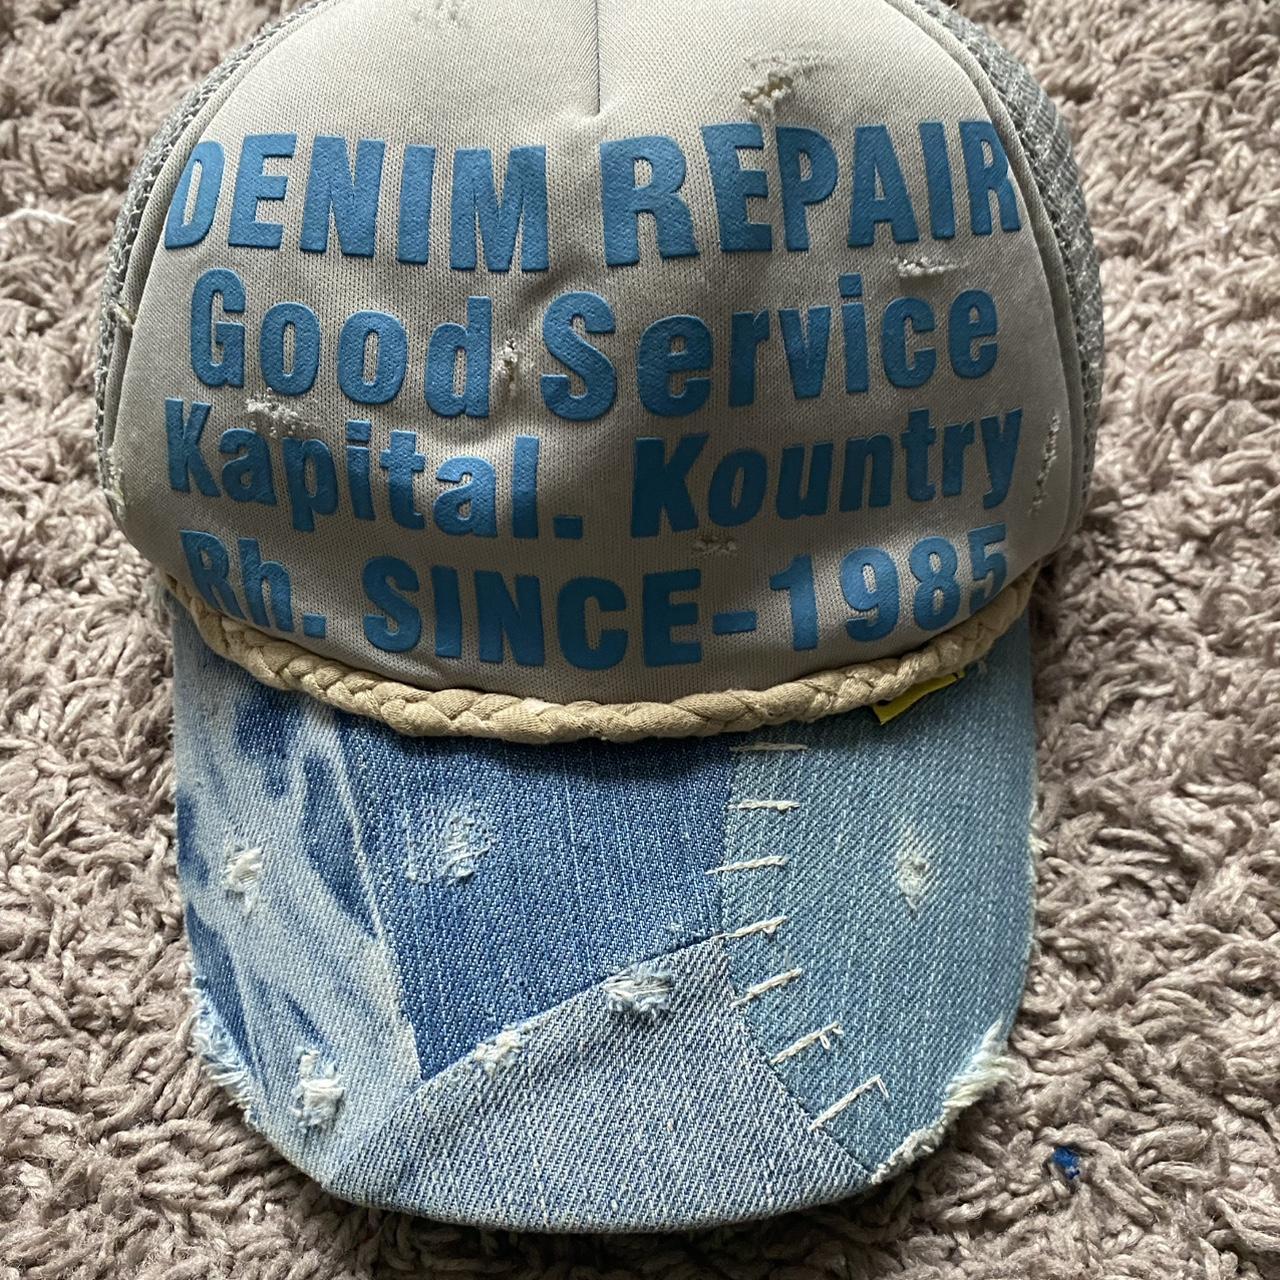 DENIM REPAIR
Good Service
Kapital. Kountry
Rh. SINCE-1985